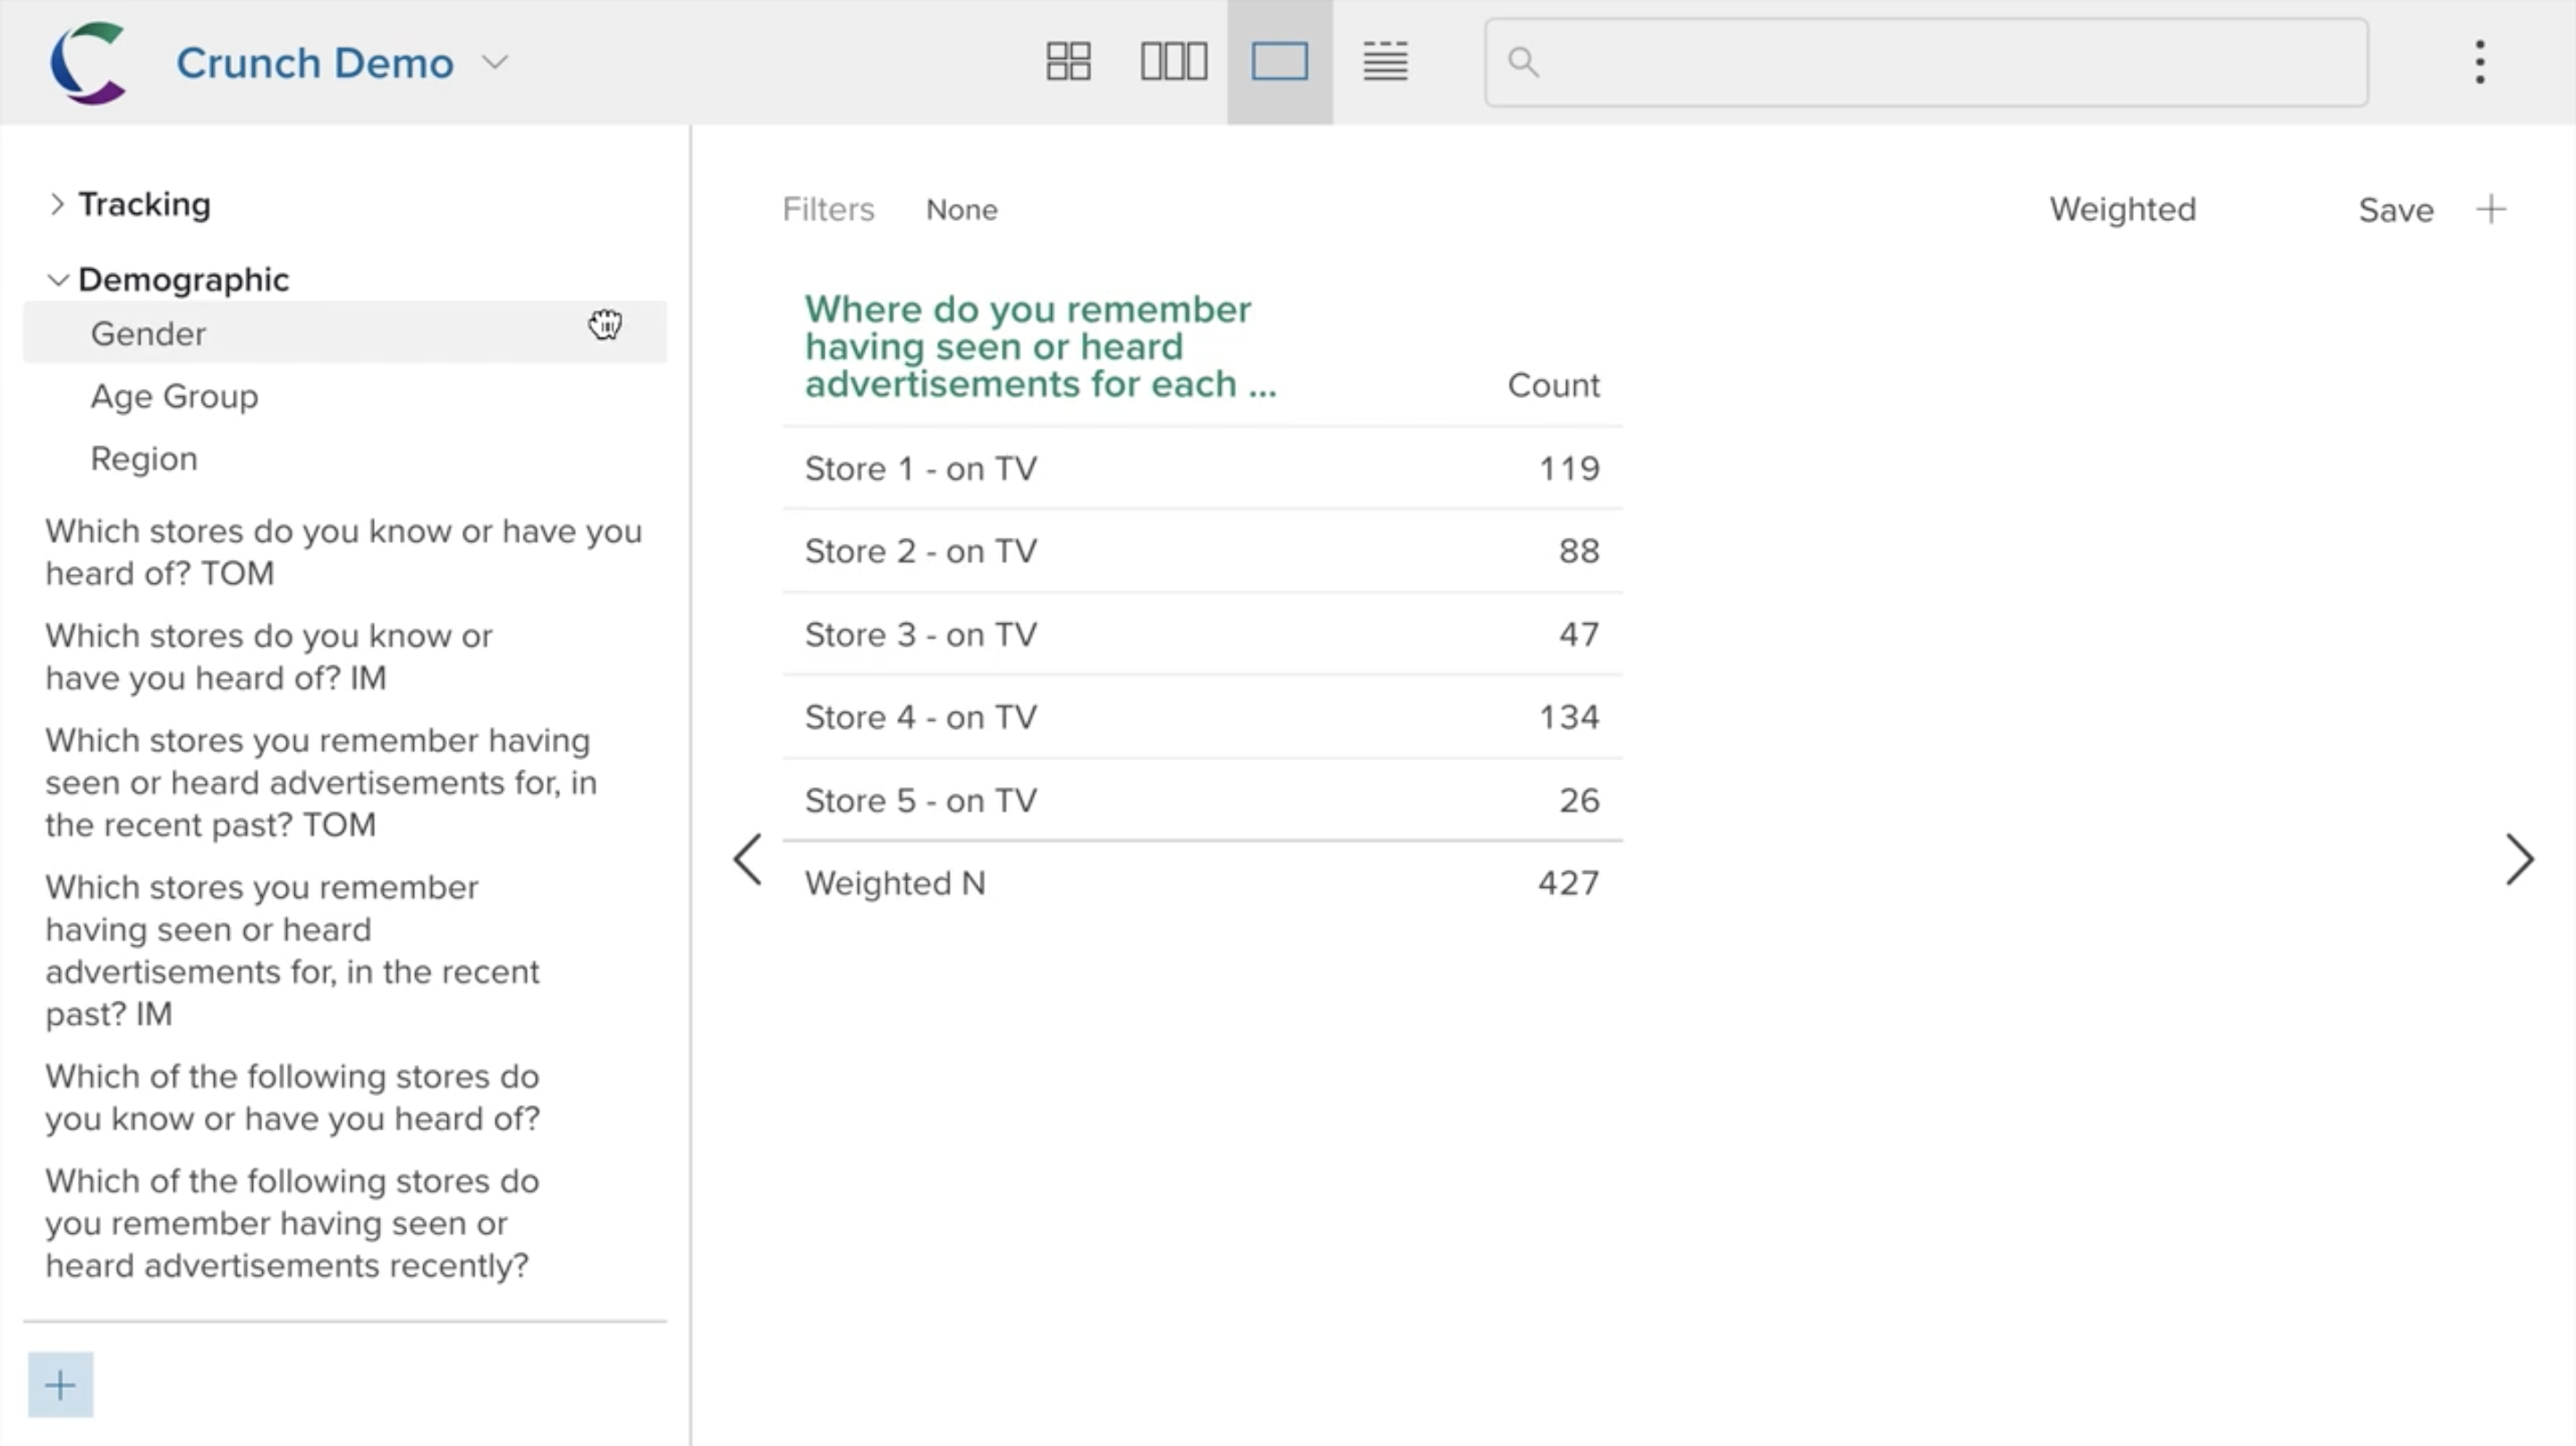 Crunch Demo
Tracking
Demographic
Gender
Age Group
Region
Which stores do you know or have you
heard of? TOM
Which stores do you know or
have you heard of? IM
Which stores you remember having
seen or heard advertisements for, in
the recent past? TOM
Which stores you remember
having seen or heard
advertisements for, in the recent
past? IM
Which of the following stores do
you know or have you heard of?
Which of the following stores do
you remember having seen or
heard advertisements recently?
Filters None Weighted Save
Where do you remember
having seen or heard
advertisements for each ... Count
Store 1 - on TV 119
Store 2 - on TV 88
Store 3 - on TV 47
Store 4 - on TV 134
Store 5 - on TV 26
Weighted N 427